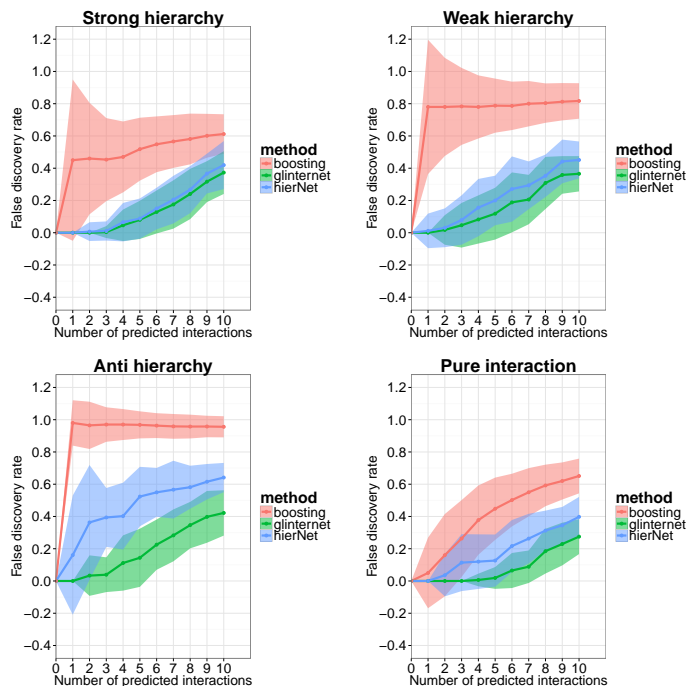 Strong hierarchy
1.2
1.0
0.8
0.6
0.4
0.2
0.0
−0.2
−0.4
0 1 2 3 4 5 6 7 8 9 10
Number of predicted interactions
False discovery rate
method
boosting
glinternet
hierNet
Weak hierarchy
1.2
1.0
0.8
0.6
0.4
0.2
0.0
−0.2
−0.4
0 1 2 3 4 5 6 7 8 9 10
Number of predicted interactions
False discovery rate
method
boosting
glinternet
hierNet
Anti hierarchy
1.2
1.0
0.8
0.6
0.4
0.2
0.0
−0.2
−0.4
0 1 2 3 4 5 6 7 8 9 10
Number of predicted interactions
False discovery rate
method
boosting
glinternet
hierNet
Pure interaction
1.2
1.0
0.8
0.6
0.4
0.2
0.0
−0.2
−0.4
0 1 2 3 4 5 6 7 8 9 10
Number of predicted interactions
False discovery rate
method
boosting
glinternet
hierNet